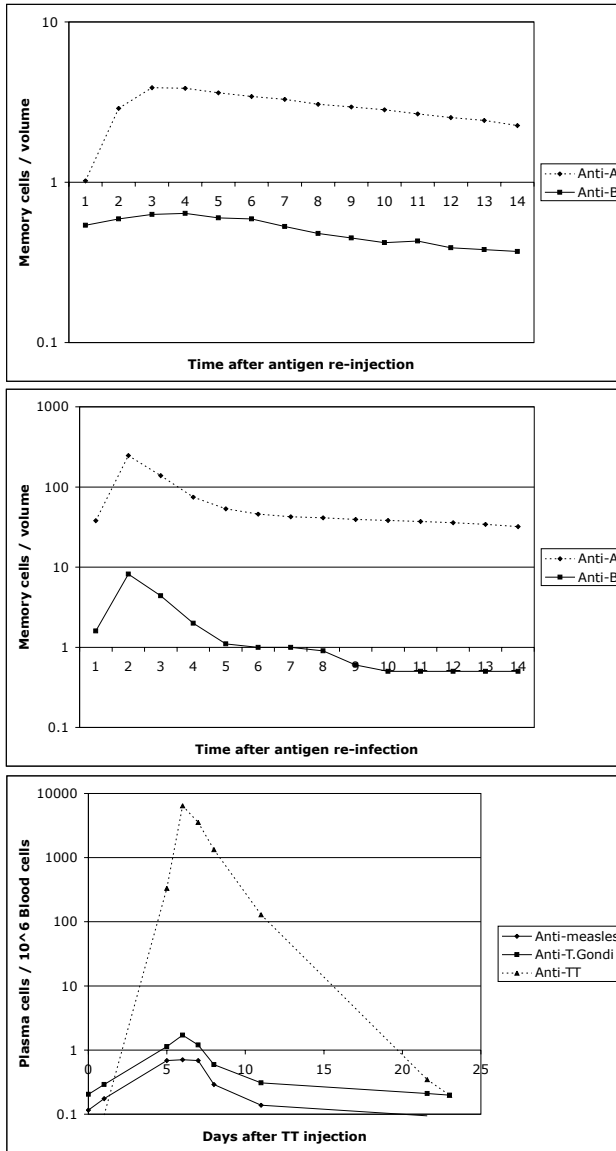 10
1
0.1
Memory cells / volume
1 2 3 4 5 6 7 8 9 10 11 12 13 14
Time after antigen re-injection
Anti-A
Anti-B
1000
100
10
1
0.1
Memory cells / volume
1 2 3 4 5 6 7 8 9 10 11 12 13 14
Time after antigen re-infection
Anti-A
Anti-B
10000
1000
100
10
1
0.1
Plasma cells / 10^6 Blood cells
0 5 10 15 20 25
Days after TT injection
Anti-measles
Anti-T.Gondi
Anti-TT